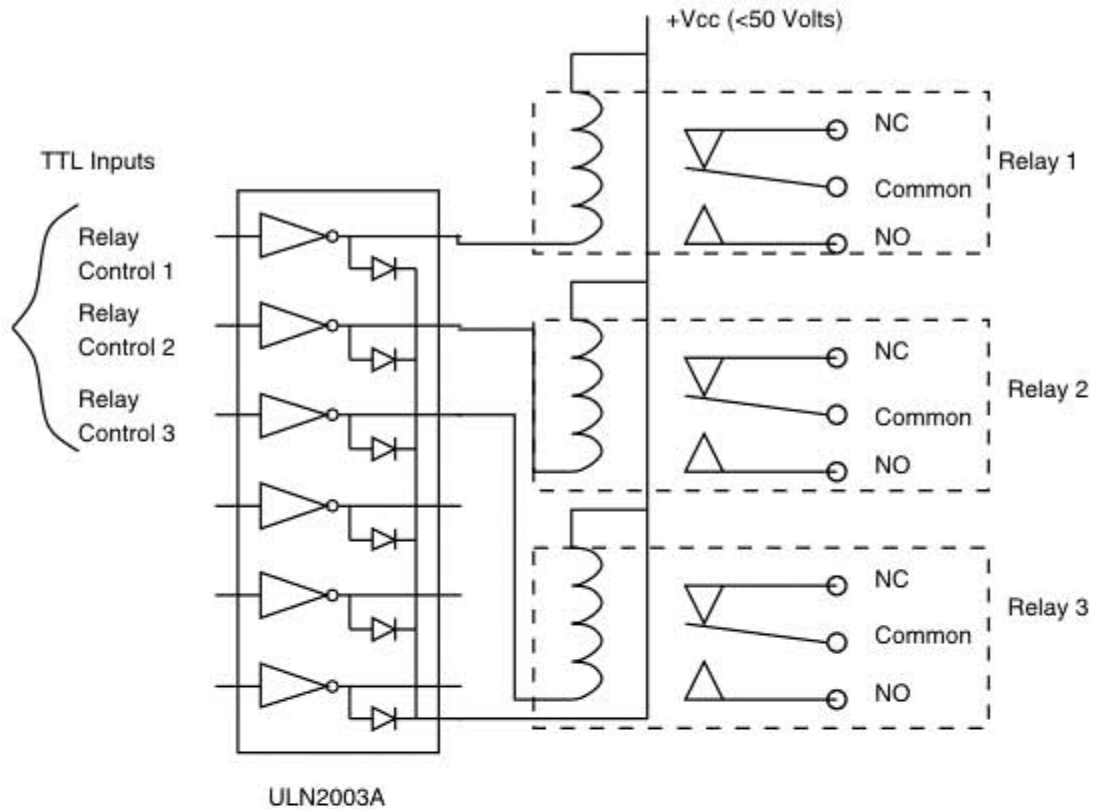 +Vcc (<50 Volts)
NC
TTL Inputs
Relay 1
Common
Relay
Control 1
NO
Relay
Control 2
NC
Relay 2
Relay
Control 3
Common
NO
NC
Relay 3
Common
NO
ULN2003A